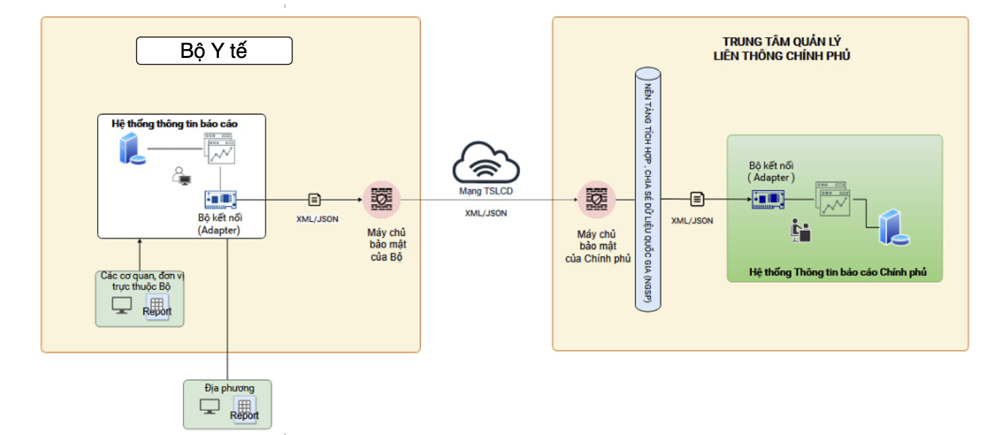 Bộ Y tế
Hệ thống thông tin báo cáo
Bộ kết nối
(Adapter)
XML/JSON
Máy chủ
bảo mật
của Bộ
Các cơ quan, đơn vị
trực thuộc Bộ
Report
Địa phương
Report
Mạng TSLCD
XML/JSON
TRUNG TÂM QUẢN LÝ
LIÊN THÔNG CHÍNH PHỦ
Máy chủ
bảo mật
của Chính phủ
NỀN TẢNG TÍCH HỢP , CHIA SẺ DỮ LIỆU QUỐC GIA (NGSP)
XML/JSON
Bộ kết nối
( Adapter )
Hệ thống Thông tin báo cáo Chính phủ